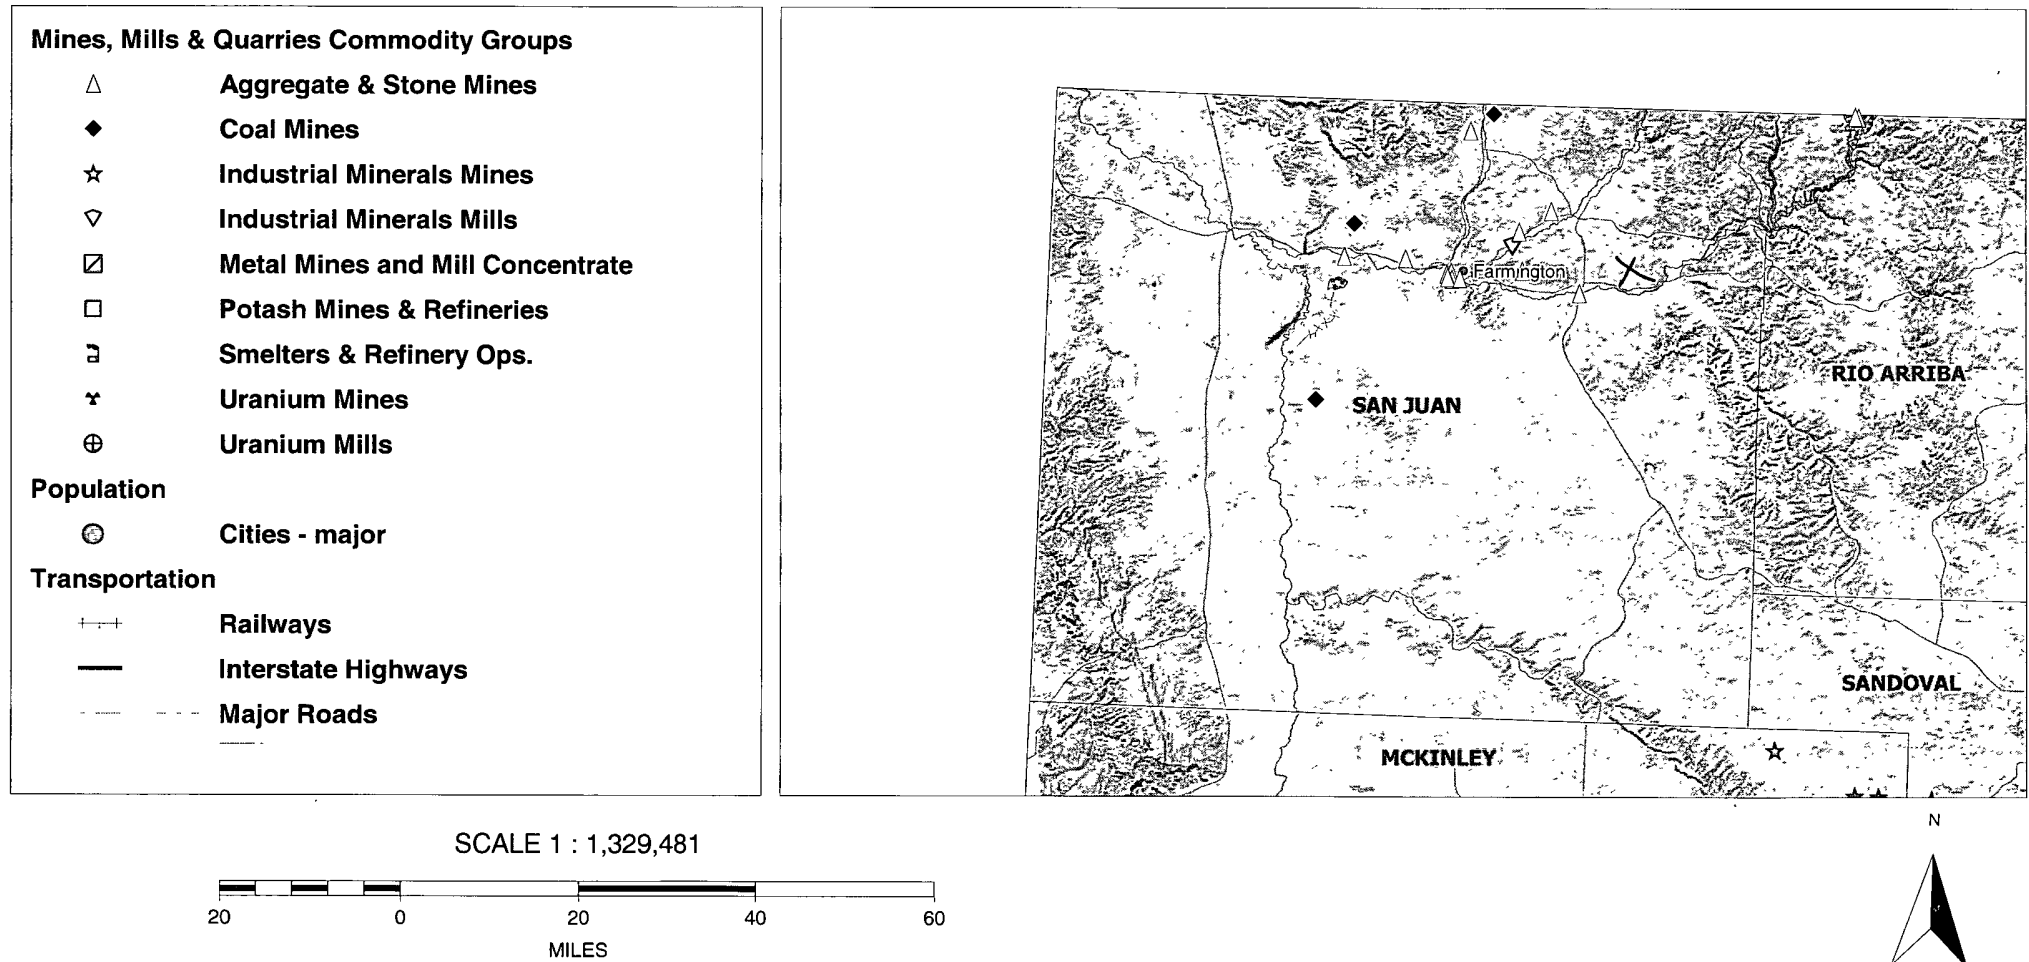 Mines, Mills & Quarries Commodity Groups
Aggregate & Stone Mines
Coal Mines
Industrial Minerals Mines
Industrial Minerals Mills
Metal Mines and Mill Concentrate
Potash Mines & Refineries
Smelters & Refinery Ops.
Uranium Mines
Uranium Mills
Population
Cities - major
Transportation
Railways
Interstate Highways
Major Roads
Farmington
RIO ARRIBA
SAN JUAN
SANDOVAL
MCKINLEY
SCALE 1 : 1,329,481
20 0 20 40 60
MILES
N